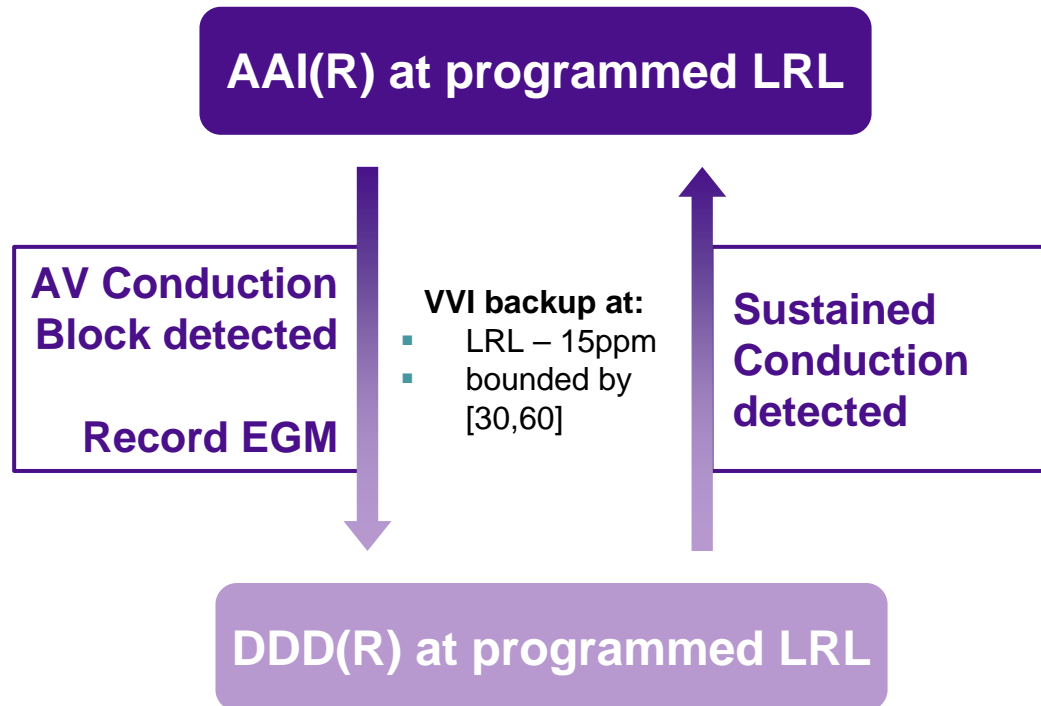 AAI(R) at programmed LRL
AV Conduction
Block detected
Record EGM
VVI backup at:
▪ LRL – 15ppm
▪ bounded by
[30,60]
Sustained
Conduction
detected
DDD(R) at programmed LRL